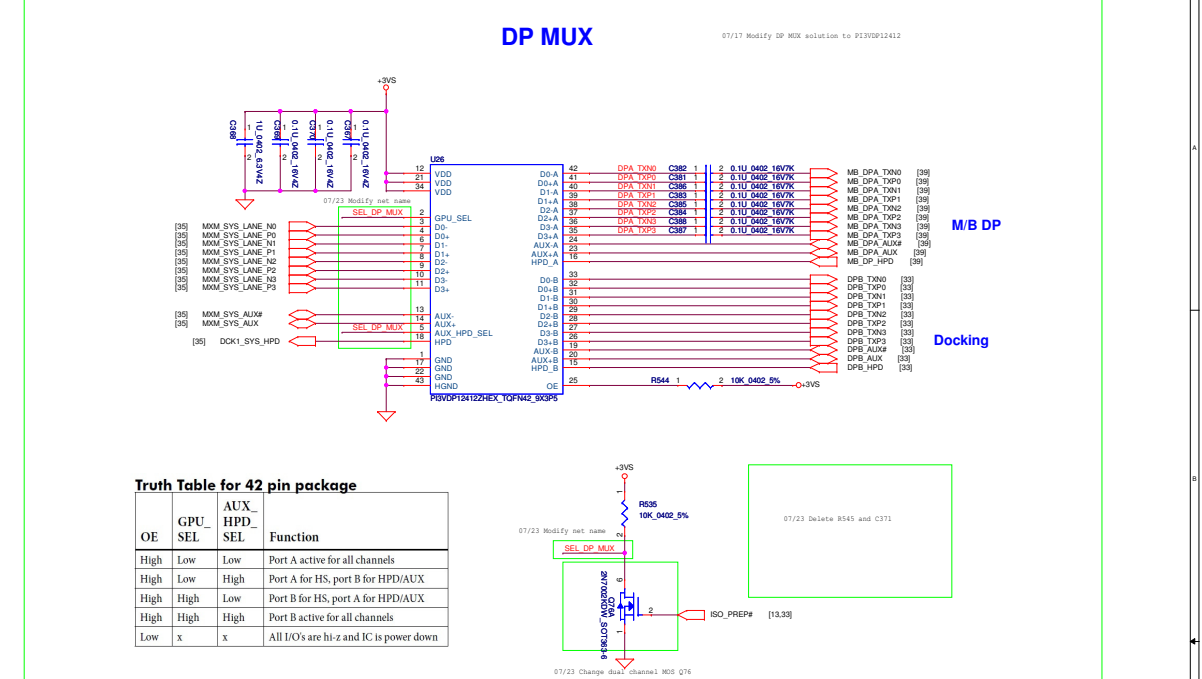 DP MUX
07/17 Modify DP MUX solution to PI3VDP12412
+3VS
C368
1U_0402_6.3V4Z
C369
0.1U_0402_16V4Z
C370
0.1U_0402_16V4Z
C367
0.1U_0402_16V4Z
1 1 1 1
2 2 2 2
07/23 Modify net name
U26
12 VDD
21 VDD
34 VDD
SEL_DP_MUX 2 GPU_SEL
[35] MXM_SYS_LANE_N0 3 D0-
[35] MXM_SYS_LANE_P0 4 D0+
[35] MXM_SYS_LANE_N1 6 D1-
[35] MXM_SYS_LANE_P1 7 D1+
[35] MXM_SYS_LANE_N2 8 D2-
[35] MXM_SYS_LANE_P2 9 D2+
[35] MXM_SYS_LANE_N3 10 D3-
[35] MXM_SYS_LANE_P3 11 D3+
[35] MXM_SYS_AUX# 13 AUX-
[35] MXM_SYS_AUX 14 AUX+
SEL_DP_MUX 5 AUX_HPD_SEL
[35] DCK1_SYS_HPD 18 HPD
1 GND
17 GND
22 GND
43 HGND
D0-A 42 DPA_TXN0 C382 1 2 0.1U_0402_16V7K MB_DPA_TXN0 [39]
D0+A 41 DPA_TXP0 C381 1 2 0.1U_0402_16V7K MB_DPA_TXP0 [39]
D1-A 40 DPA_TXN1 C386 1 2 0.1U_0402_16V7K MB_DPA_TXN1 [39]
D1+A 39 DPA_TXP1 C383 1 2 0.1U_0402_16V7K MB_DPA_TXP1 [39]
D2-A 38 DPA_TXN2 C385 1 2 0.1U_0402_16V7K MB_DPA_TXN2 [39]
D2+A 37 DPA_TXP2 C384 1 2 0.1U_0402_16V7K MB_DPA_TXP2 [39]
D3-A 36 DPA_TXN3 C388 1 2 0.1U_0402_16V7K MB_DPA_TXN3 [39]
D3+A 35 DPA_TXP3 C387 1 2 0.1U_0402_16V7K MB_DPA_TXP3 [39]
AUX-A 24 MB_DPA_AUX# [39]
AUX+A 23 MB_DPA_AUX [39]
HPD_A 16 MB_DP_HPD [39]
M/B DP
D0-B 33 DPB_TXN0 [33]
D0+B 32 DPB_TXP0 [33]
D1-B 31 DPB_TXN1 [33]
D1+B 30 DPB_TXP1 [33]
D2-B 29 DPB_TXN2 [33]
D2+B 28 DPB_TXP2 [33]
D3-B 27 DPB_TXN3 [33]
D3+B 26 DPB_TXP3 [33]
AUX-B 19 DPB_AUX# [33]
AUX+B 20 DPB_AUX [33]
HPD_B 15 DPB_HPD [33]
Docking
OE 25 R544 1 2 10K_0402_5% +3VS
PI3VDP12412ZHEX_TQFN42_9X3P5
Truth Table for 42 pin package
OE GPU_SEL AUX_HPD_SEL Function
High Low Low Port A active for all channels
High Low High Port A for HS, port B for HPD/AUX
High High Low Port B for HS, port A for HPD/AUX
High High High Port B active for all channels
Low x x All I/O's are hi-z and IC is power down
+3VS
1
R535
10K_0402_5%
2
07/23 Modify net name
SEL_DP_MUX
6
Q76A
2N7002KDW_SOT363-6
2
1
ISO_PREP# [13,33]
07/23 Change dual channel MOS Q76
07/23 Delete R545 and C371
A
B